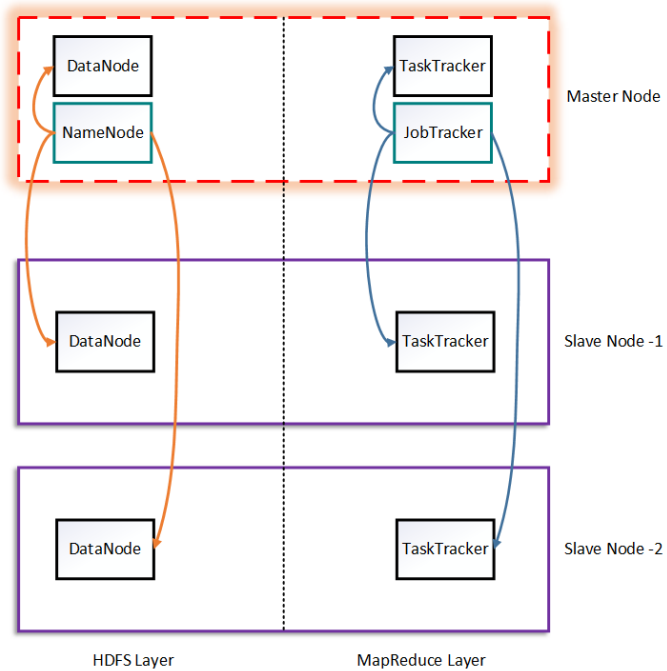 DataNode
TaskTracker
Master Node
NameNode
JobTracker
DataNode
TaskTracker
Slave Node -1
DataNode
TaskTracker
Slave Node -2
HDFS Layer
MapReduce Layer